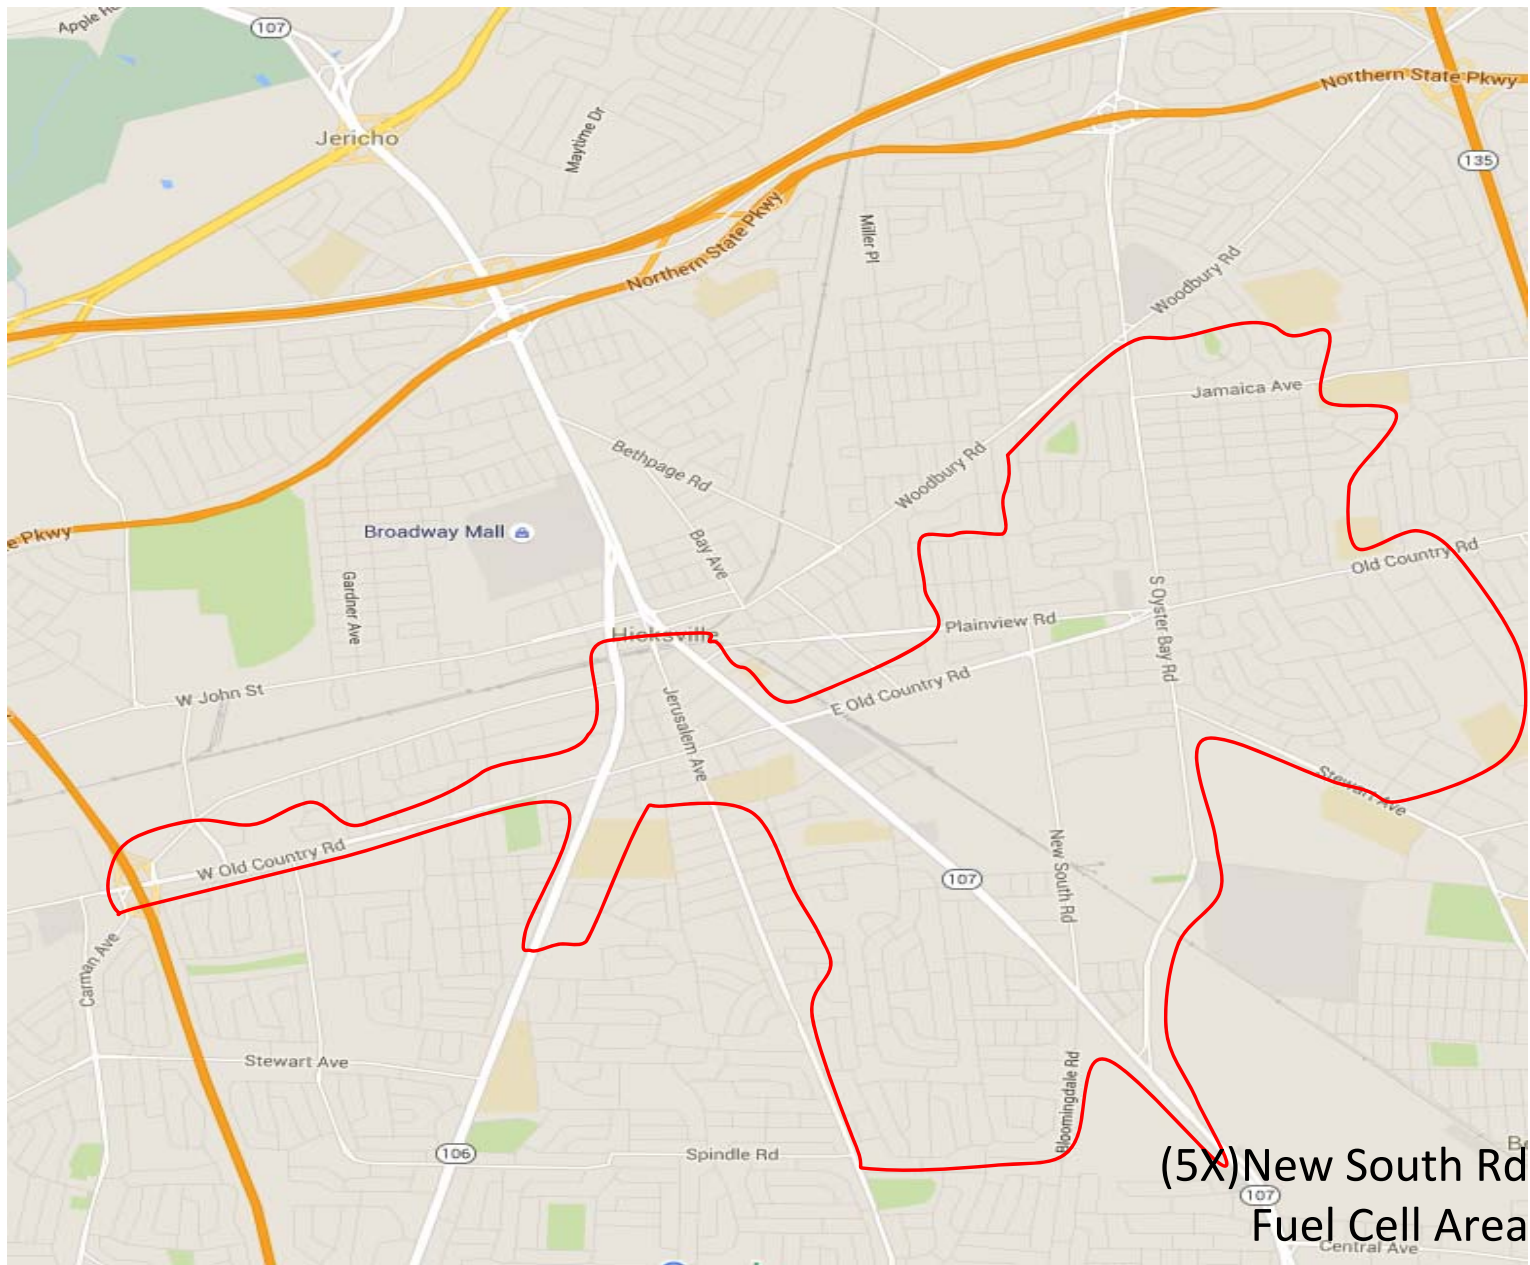 Apple
107
Northern State Pkwy
Jericho
Maytime Dr
135
Northern State Pkwy
Miller Pl
Woodbury Rd
Jamaica Ave
Bethpage Rd
Woodbury Rd
Broadway Mall
e Pkwy
Bay Ave
Old Country Rd
Gardner Ave
S Oyster Bay Rd
Hicksville
Plainview Rd
W John St
E Old Country Rd
Jerusalem Ave
Stewart Ave
W Old Country Rd
New South Rd
107
Carman Ave
Stewart Ave
Bloomingdale Rd
106
Spindle Rd
Be
(5X)New South Rd
107
Fuel Cell Area
Central Ave